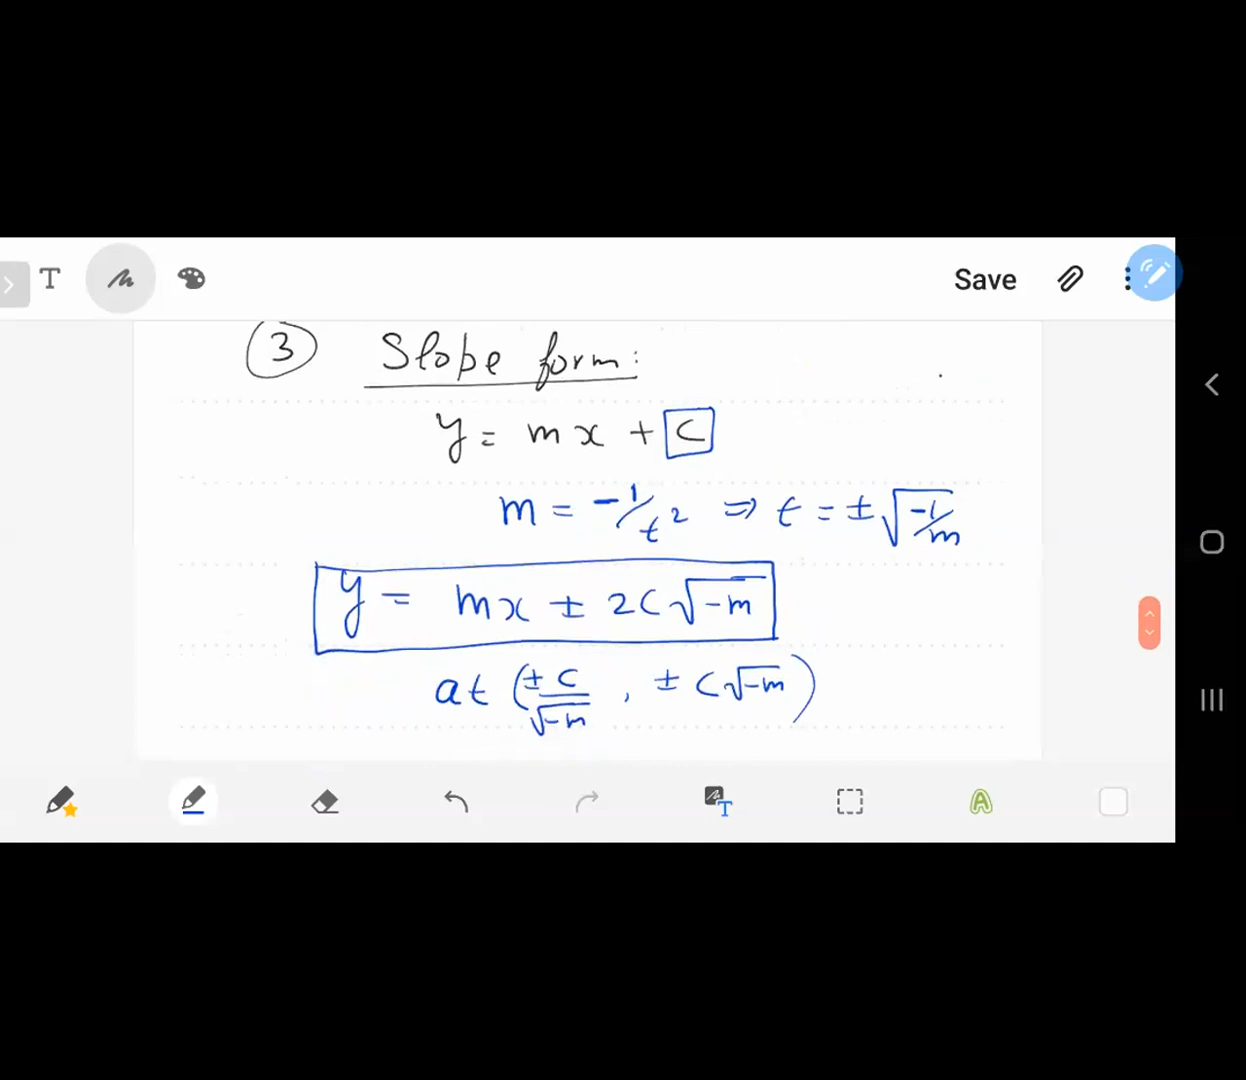 T Save
③ Slope form:
y = mx + c
m = -1/t² ⇒ t = ±√(-1/m)
y = mx ± 2c√-m
at (± c/√-m , ± c√-m)
T A